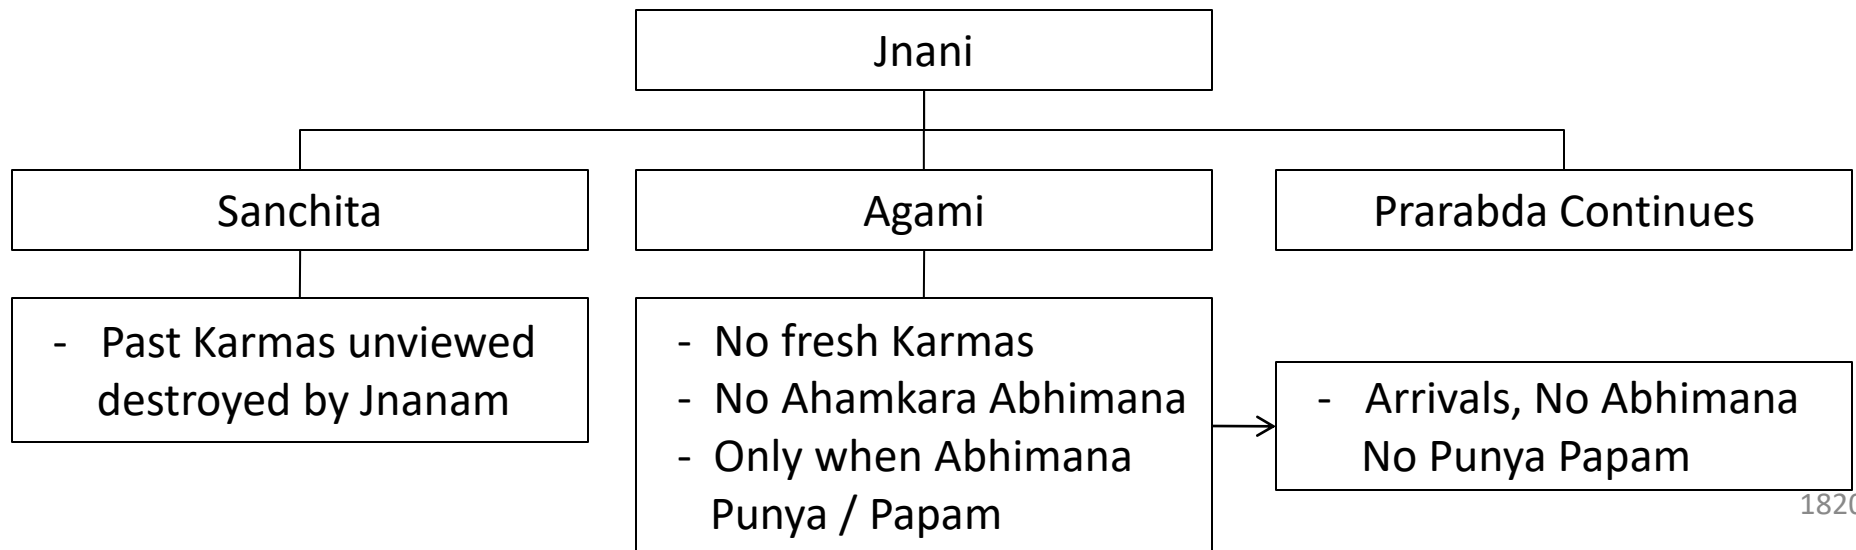 Jnani
Sanchita
Agami
Prarabda Continues
- Past Karmas unviewed
destroyed by Jnanam
- No fresh Karmas
- No Ahamkara Abhimana
- Only when Abhimana
Punya / Papam
- Arrivals, No Abhimana
No Punya Papam
1820